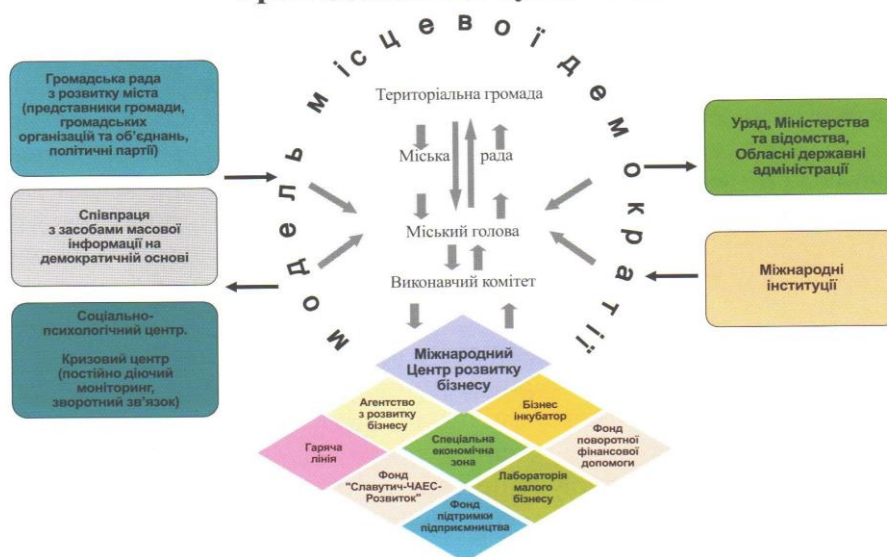 модель місцевої демократії
Громадська рада
з розвитку міста
(представники громади,
громадських
організацій та об'єднань,
політичні партії)
Співпраця
з засобами масової
інформації на
демократичній основі
Соціально-
психологічний центр.
Кризовий центр
(постійно діючий
моніторинг,
зворотний зв'язок)
Територіальна громада
Міська рада
Міський голова
Виконавчий комітет
Уряд, Міністерства
та відомства,
Обласні державні
адміністрації
Міжнародні
інституції
Міжнародний
Центр розвитку
бізнесу
Агентство
з розвитку
бізнесу
Бізнес
інкубатор
Гаряча
лінія
Спеціальна
економічна
зона
Фонд
поворотної
фінансової
допомоги
Фонд
"Славутич-ЧАЕС-
Розвиток"
Лабораторія
малого
бізнесу
Фонд
підтримки
підприємництва